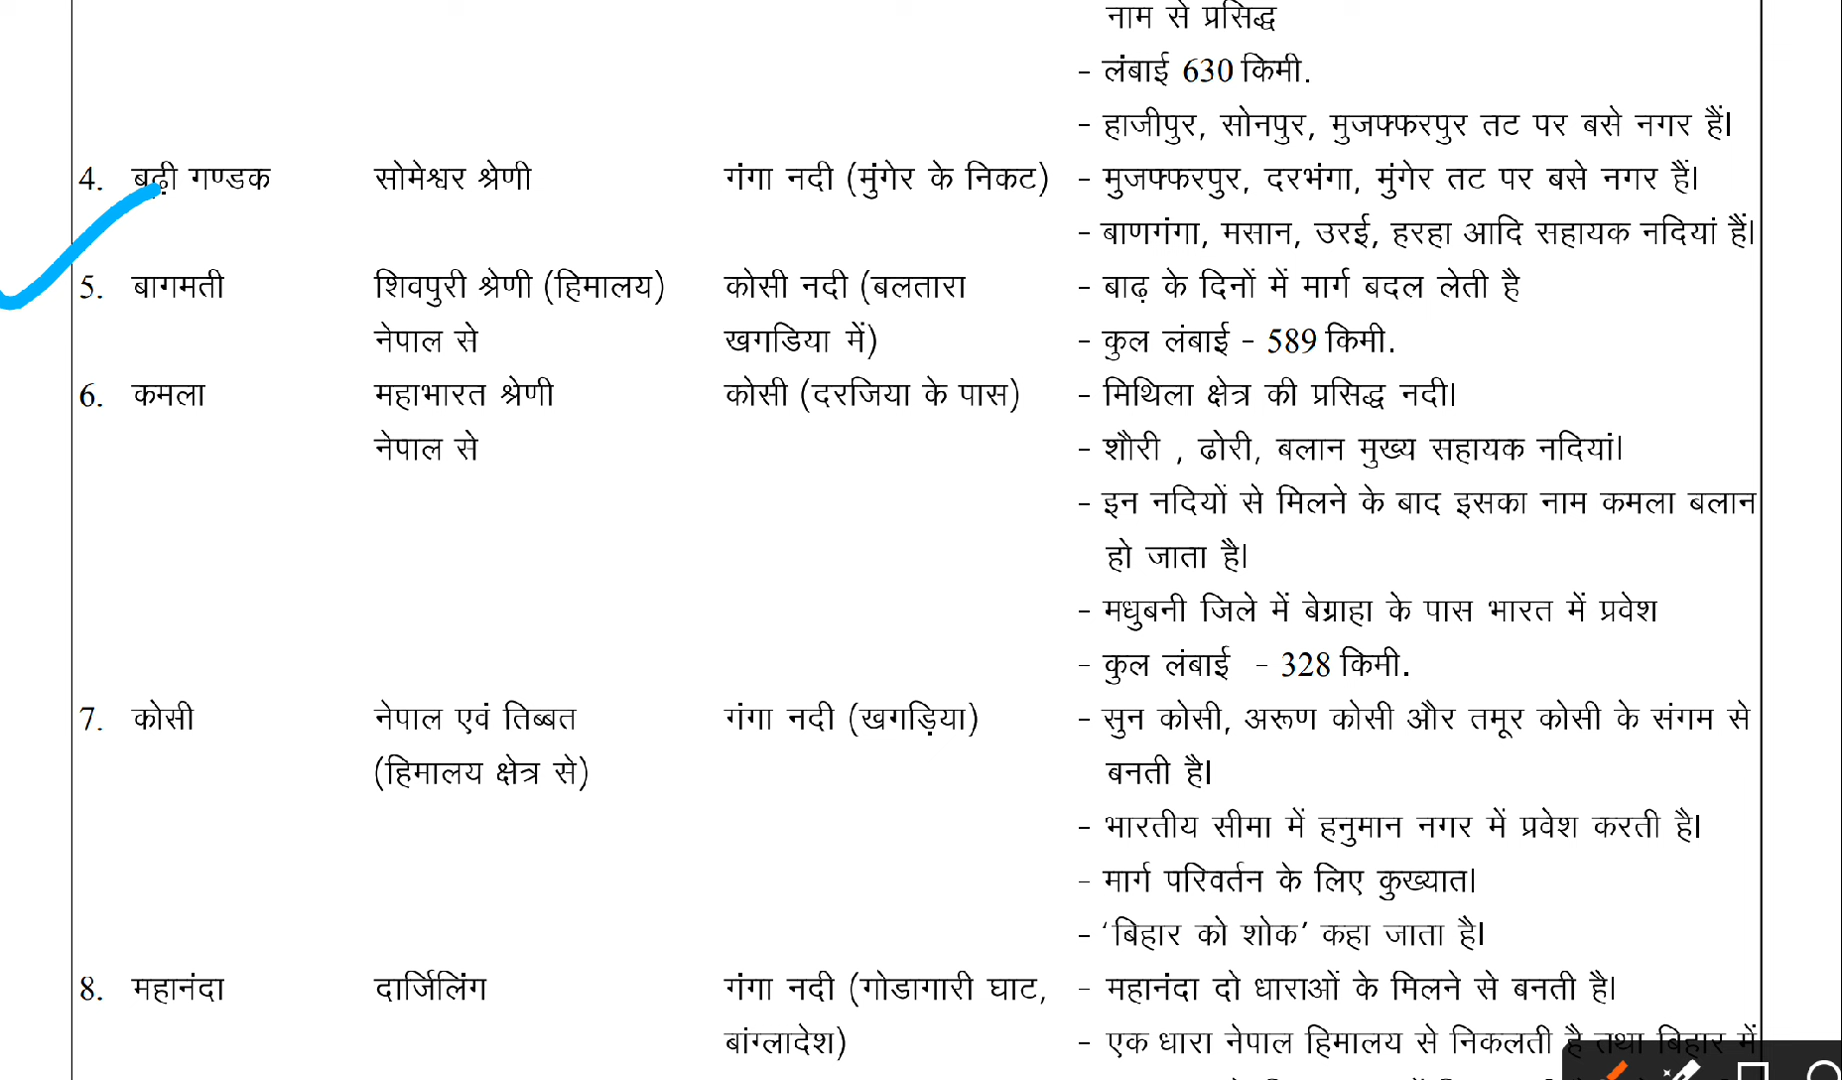 नाम से प्रसिद्ध
- लंबाई 630 किमी.
- हाजीपुर, सोनपुर, मुजफ्फरपुर तट पर बसे नगर हैं।
4. बूढ़ी गण्डक सोमेश्वर श्रेणी गंगा नदी (मुंगेर के निकट) - मुजफ्फरपुर, दरभंगा, मुंगेर तट पर बसे नगर हैं।
- बाणगंगा, मसान, उरई, हरहा आदि सहायक नदियां हैं।
5. बागमती शिवपुरी श्रेणी (हिमालय) कोसी नदी (बलतारा - बाढ़ के दिनों में मार्ग बदल लेती है
नेपाल से खगडिया में) - कुल लंबाई - 589 किमी.
6. कमला महाभारत श्रेणी कोसी (दरजिया के पास) - मिथिला क्षेत्र की प्रसिद्ध नदी।
नेपाल से - शौरी , ढोरी, बलान मुख्य सहायक नदियां।
- इन नदियों से मिलने के बाद इसका नाम कमला बलान
हो जाता है।
- मधुबनी जिले में बेग्राहा के पास भारत में प्रवेश
- कुल लंबाई - 328 किमी.
7. कोसी नेपाल एवं तिब्बत गंगा नदी (खगड़िया) - सुन कोसी, अरूण कोसी और तमूर कोसी के संगम से
(हिमालय क्षेत्र से) बनती है।
- भारतीय सीमा में हनुमान नगर में प्रवेश करती है।
- मार्ग परिवर्तन के लिए कुख्यात।
- ‘बिहार को शोक’ कहा जाता है।
8. महानंदा दार्जिलिंग गंगा नदी (गोडागारी घाट, - महानंदा दो धाराओं के मिलने से बनती है।
बांग्लादेश) - एक धारा नेपाल हिमालय से निकलती है तथा बिहार में